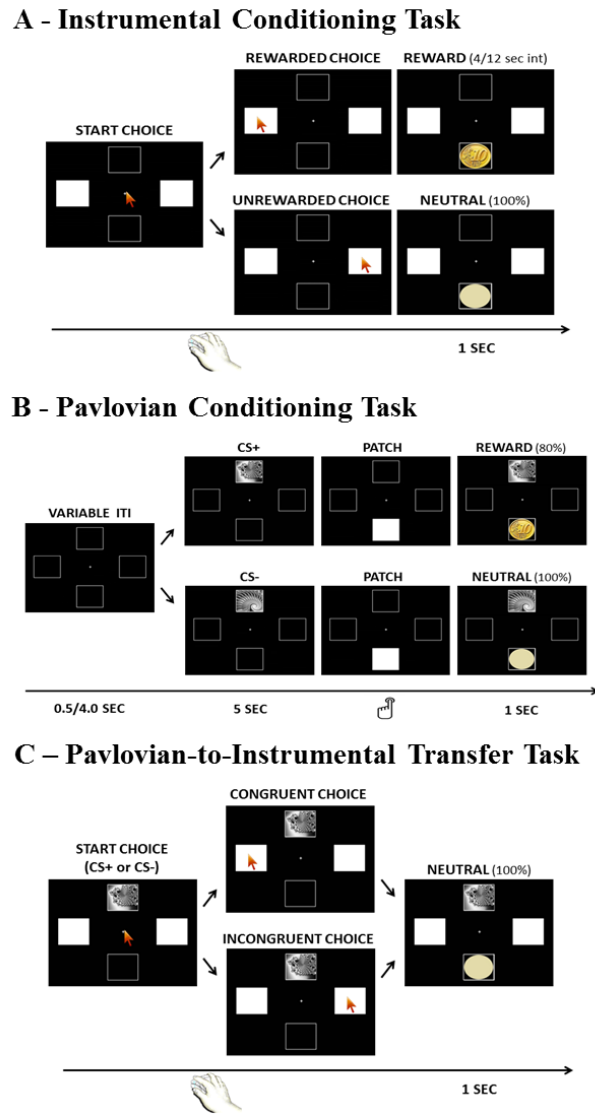 A - Instrumental Conditioning Task
REWARDED CHOICE
REWARD (4/12 sec int)
START CHOICE
UNREWARDED CHOICE
NEUTRAL (100%)
1 SEC
B - Pavlovian Conditioning Task
CS+
PATCH
REWARD (80%)
VARIABLE ITI
CS-
PATCH
NEUTRAL (100%)
0.5/4.0 SEC
5 SEC
1 SEC
C – Pavlovian-to-Instrumental Transfer Task
CONGRUENT CHOICE
START CHOICE
(CS+ or CS-)
NEUTRAL (100%)
INCONGRUENT CHOICE
1 SEC